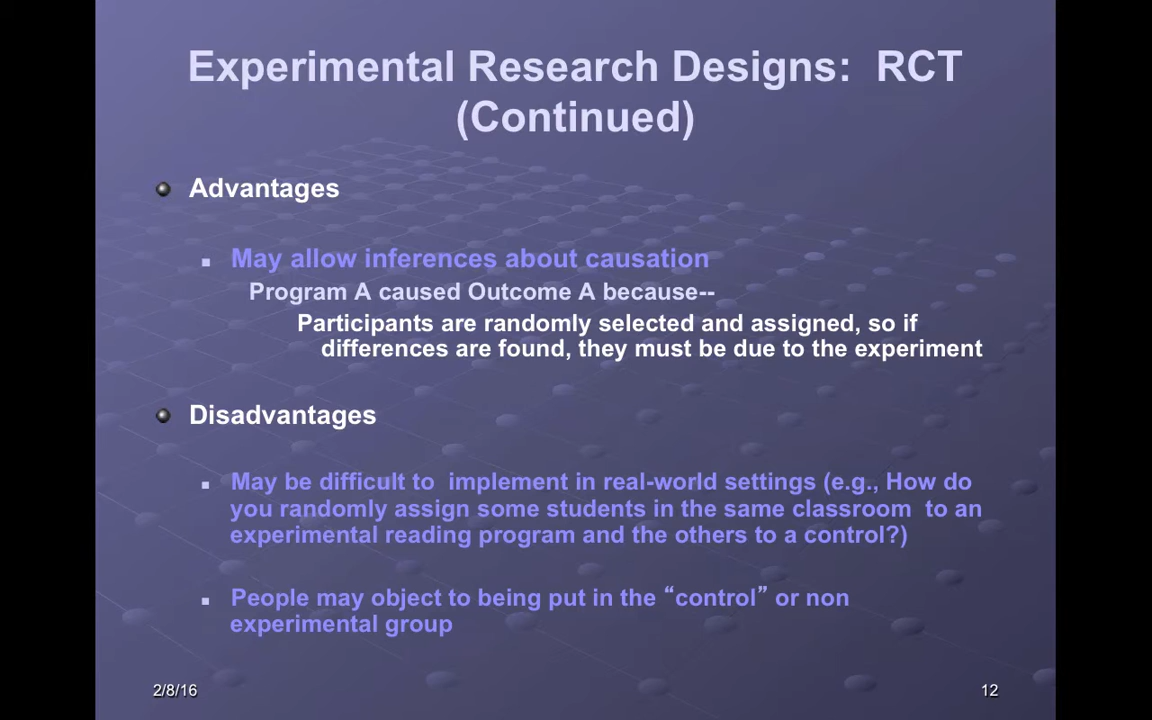 Experimental Research Designs:  RCT
(Continued)
Advantages
May allow inferences about causation
Program A caused Outcome A because--
Participants are randomly selected and assigned, so if
differences are found, they must be due to the experiment
Disadvantages
May be difficult to  implement in real-world settings (e.g., How do
you randomly assign some students in the same classroom  to an
experimental reading program and the others to a control?)
People may object to being put in the “control” or non
experimental group
2/8/16
12